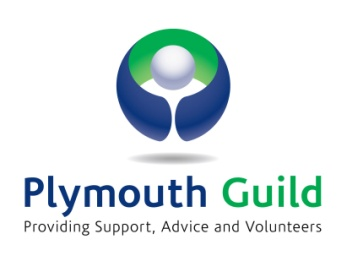 Plymouth Guild
Providing Support, Advice and Volunteers